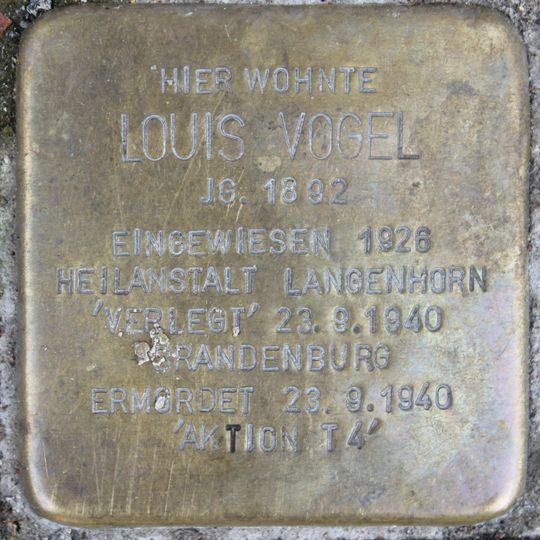 HIER WOHNTE
LOUIS VOGEL
JG. 1892
EINGEWIESEN 1926
HEILANSTALT LANGENHORN
'VERLEGT' 23.9.1940
BRANDENBURG
ERMORDET 23.9.1940
'AKTION T4'